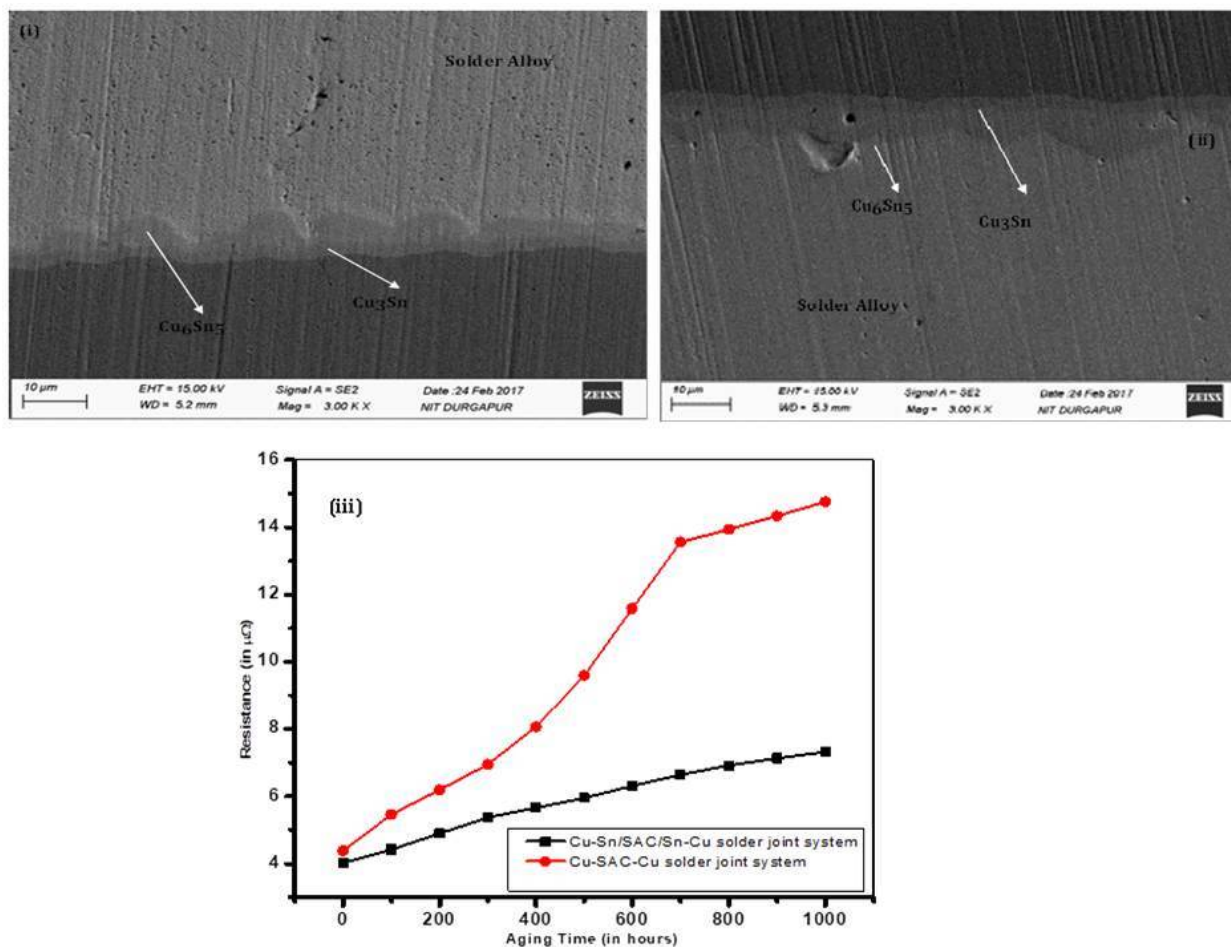 (i)
Solder Alloy
Cu6Sn5
Cu3Sn
10 µm
EHT = 15.00 kV
Signal A = SE2
Date :24 Feb 2017
WD = 5.2 mm
Mag = 3.00 K X
NIT DURGAPUR
ZEISS
(ii)
Cu6Sn5
Cu3Sn
Solder Alloy
10 µm
EHT = 15.00 kV
Signal A = SE2
Date :24 Feb 2017
WD = 5.3 mm
Mag = 3.00 K X
NIT DURGAPUR
ZEISS
(iii)
Resistance (in µΩ)
16
14
12
10
8
6
4
Cu-Sn/SAC/Sn-Cu solder joint system
Cu-SAC-Cu solder joint system
0
200
400
600
800
1000
Aging Time (in hours)